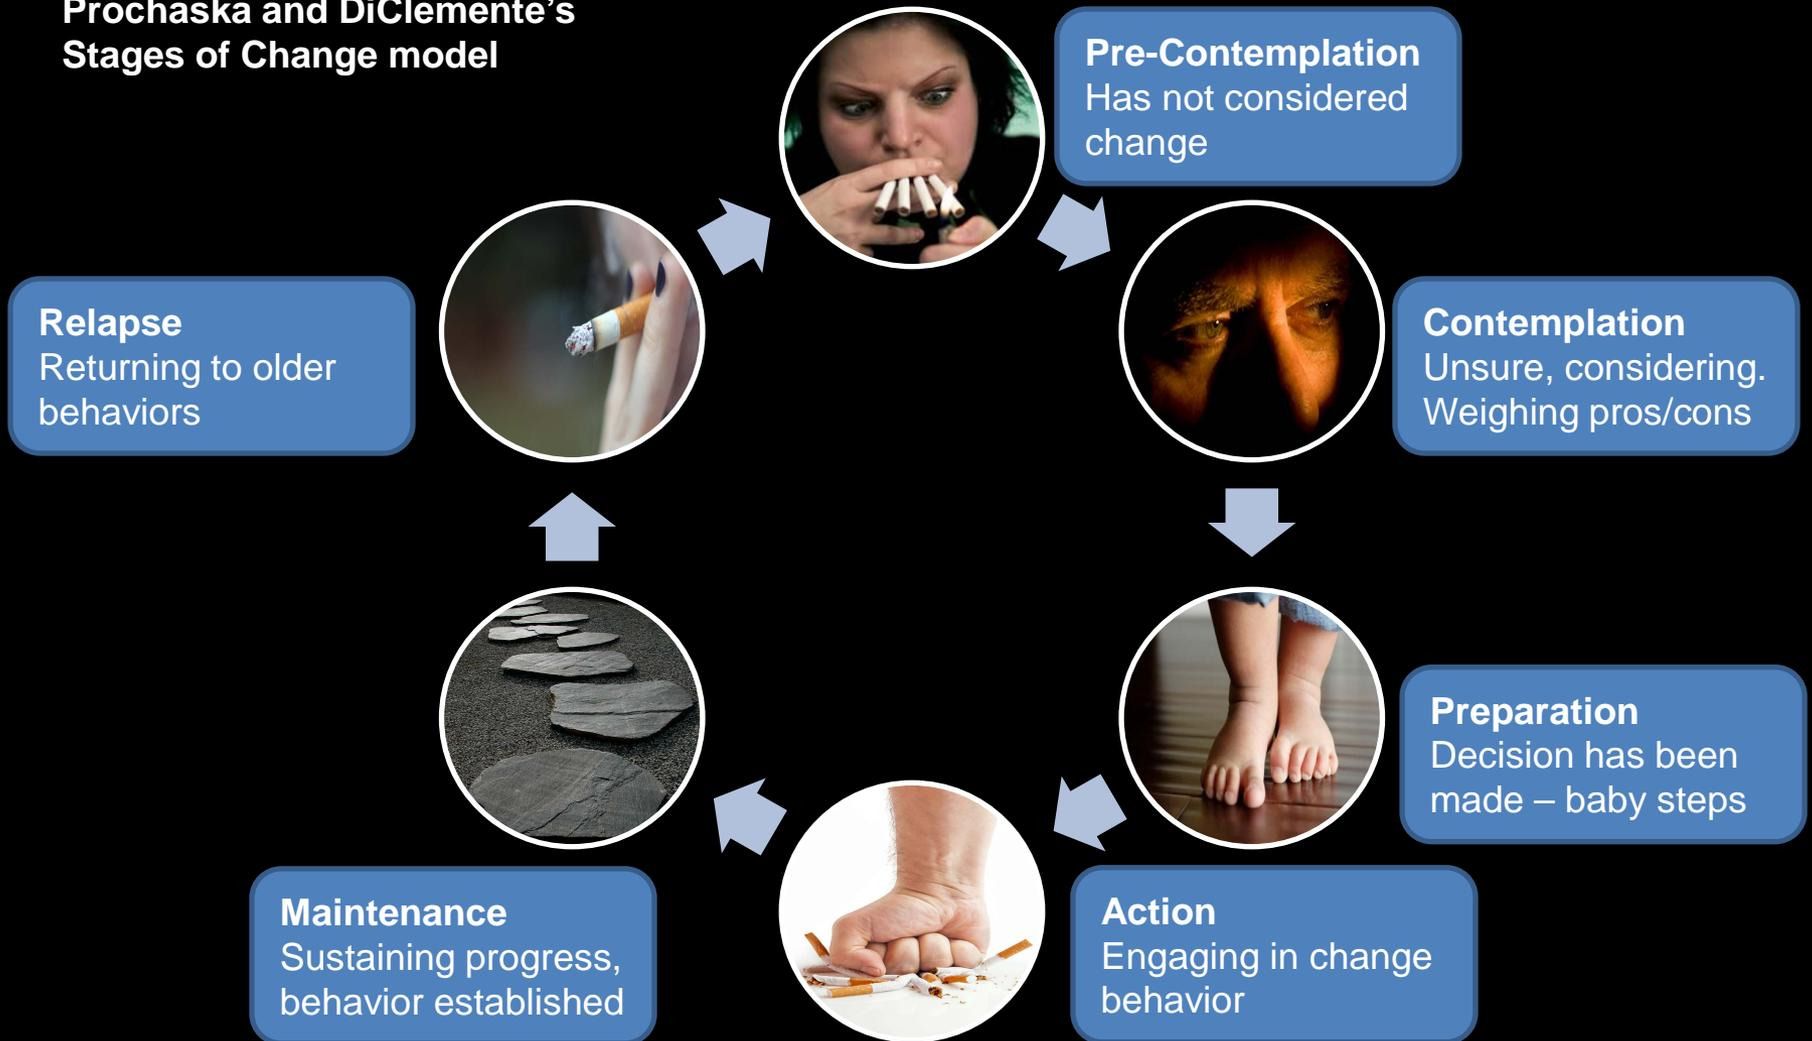 Prochaska and DiClemente’s
Stages of Change model
Pre-Contemplation
Has not considered
change
Contemplation
Unsure, considering.
Weighing pros/cons
Preparation
Decision has been
made – baby steps
Action
Engaging in change
behavior
Maintenance
Sustaining progress,
behavior established
Relapse
Returning to older
behaviors